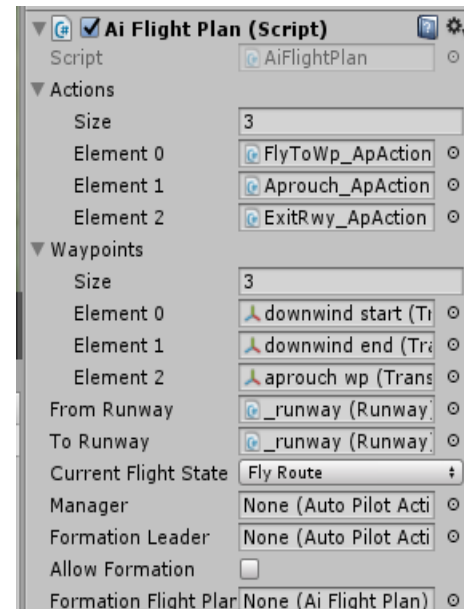 Ai Flight Plan (Script)
Script AiFlightPlan
Actions
Size 3
Element 0 FlyToWp_ApAction
Element 1 Aprouch_ApAction
Element 2 ExitRwy_ApAction
Waypoints
Size 3
Element 0 downwind start (Tr
Element 1 downwind end (Tra
Element 2 aprouch wp (Trans
From Runway _runway (Runway)
To Runway _runway (Runway)
Current Flight State Fly Route
Manager None (Auto Pilot Acti
Formation Leader None (Auto Pilot Acti
Allow Formation
Formation Flight Plan None (Ai Flight Plan)